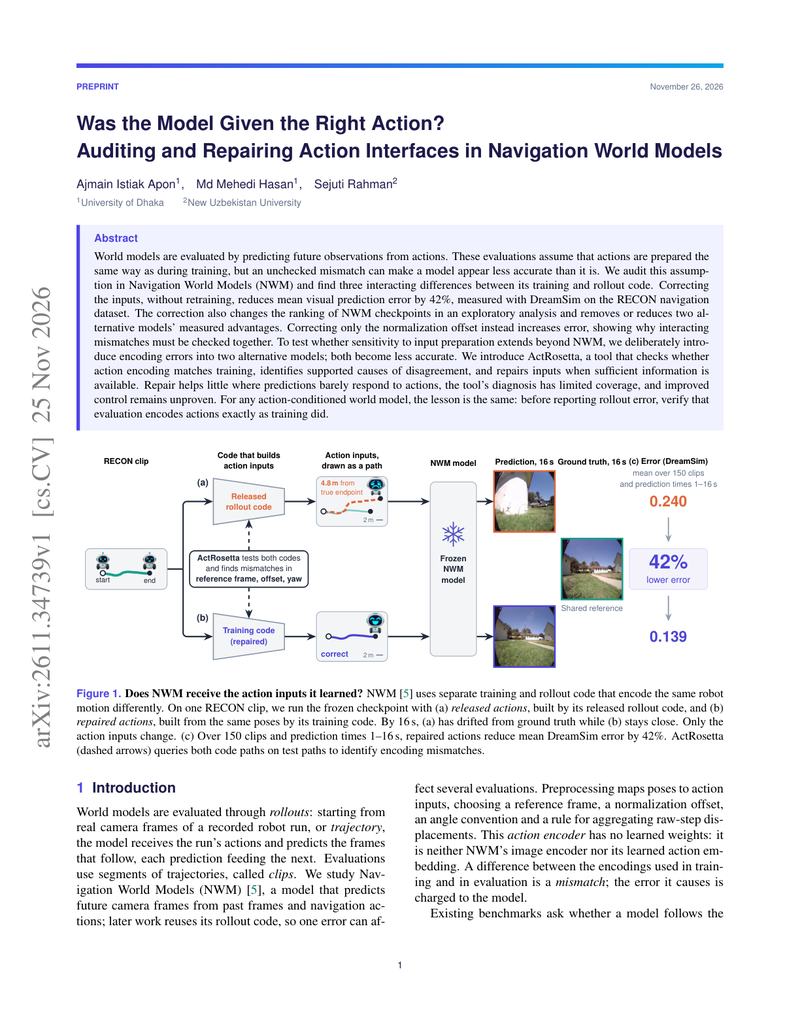 PREPRINT
November 26, 2026
Was the Model Given the Right Action?
Auditing and Repairing Action Interfaces in Navigation World Models
Ajmain Istiak Apon1, Md Mehedi Hasan1, Sejuti Rahman2
1University of Dhaka 2New Uzbekistan University
Abstract
World models are evaluated by predicting future observations from actions. These evaluations assume that actions are prepared the
same way as during training, but an unchecked mismatch can make a model appear less accurate than it is. We audit this assump-
tion in Navigation World Models (NWM) and find three interacting differences between its training and rollout code. Correcting
the inputs, without retraining, reduces mean visual prediction error by 42%, measured with DreamSim on the RECON navigation
dataset. The correction also changes the ranking of NWM checkpoints in an exploratory analysis and removes or reduces two al-
ternative models' measured advantages. Correcting only the normalization offset instead increases error, showing why interacting
mismatches must be checked together. To test whether sensitivity to input preparation extends beyond NWM, we deliberately intro-
duce encoding errors into two alternative models; both become less accurate. We introduce ActRosetta, a tool that checks whether
action encoding matches training, identifies supported causes of disagreement, and repairs inputs when sufficient information is
available. Repair helps little where predictions barely respond to actions, the tool's diagnosis has limited coverage, and improved
control remains unproven. For any action-conditioned world model, the lesson is the same: before reporting rollout error, verify that
evaluation encodes actions exactly as training did.
arXiv:2611.34739v1 [cs.CV] 25 Nov 2026
RECON clip
Code that builds
action inputs
Action inputs,
drawn as a path
NWM model
Prediction, 16 s
Ground truth, 16 s
(c) Error (DreamSim)
mean over 150 clips
and prediction times 1–16 s
(a)
Released
rollout code
4.8 m from
true endpoint
2 m
0.240
start
end
ActRosetta tests both codes
and finds mismatches in
reference frame, offset, yaw
Frozen
NWM
model
42%
lower error
Shared reference
(b)
Training code
(repaired)
correct
2 m
0.139
Figure 1. Does NWM receive the action inputs it learned? NWM [5] uses separate training and rollout code that encode the same robot
motion differently. On one RECON clip, we run the frozen checkpoint with (a) released actions, built by its released rollout code, and (b)
repaired actions, built from the same poses by its training code. By 16 s, (a) has drifted from ground truth while (b) stays close. Only the
action inputs change. (c) Over 150 clips and prediction times 1–16 s, repaired actions reduce mean DreamSim error by 42%. ActRosetta
(dashed arrows) queries both code paths on test paths to identify encoding mismatches.
1 Introduction
World models are evaluated through rollouts: starting from
real camera frames of a recorded robot run, or trajectory,
the model receives the run's actions and predicts the frames
that follow, each prediction feeding the next. Evaluations
use segments of trajectories, called clips. We study Nav-
igation World Models (NWM) [5], a model that predicts
future camera frames from past frames and navigation ac-
tions; later work reuses its rollout code, so one error can af-
fect several evaluations. Preprocessing maps poses to action
inputs, choosing a reference frame, a normalization offset,
an angle convention and a rule for aggregating raw-step dis-
placements. This action encoder has no learned weights: it
is neither NWM's image encoder nor its learned action em-
bedding. A difference between the encodings used in train-
ing and in evaluation is a mismatch; the error it causes is
charged to the model.
Existing benchmarks ask whether a model follows the
1